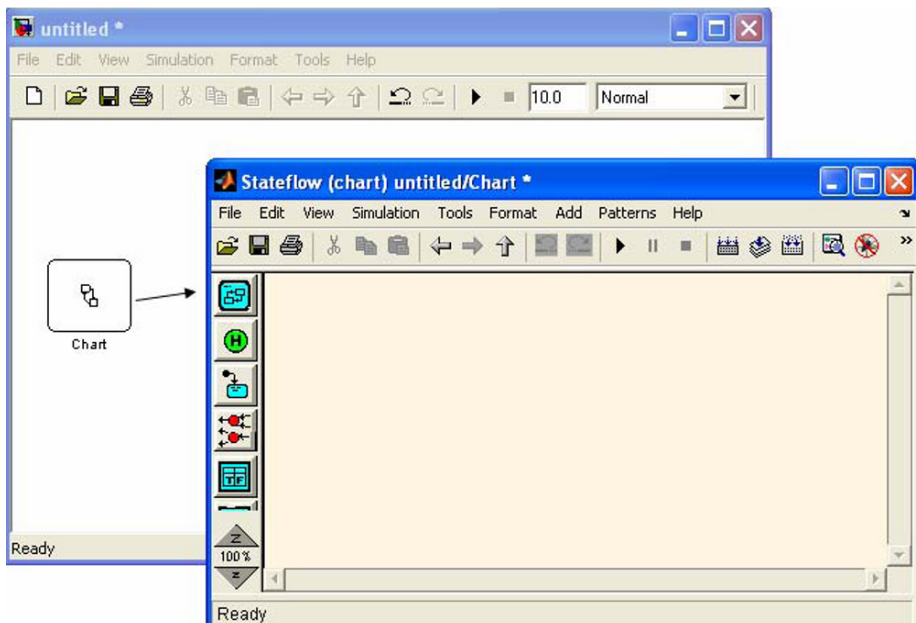 untitled *
File Edit View Simulation Format Tools Help
10.0 Normal
Stateflow (chart) untitled/Chart *
File Edit View Simulation Tools Format Add Patterns Help
H
Chart
TF
Z
100%
z
Ready
Ready